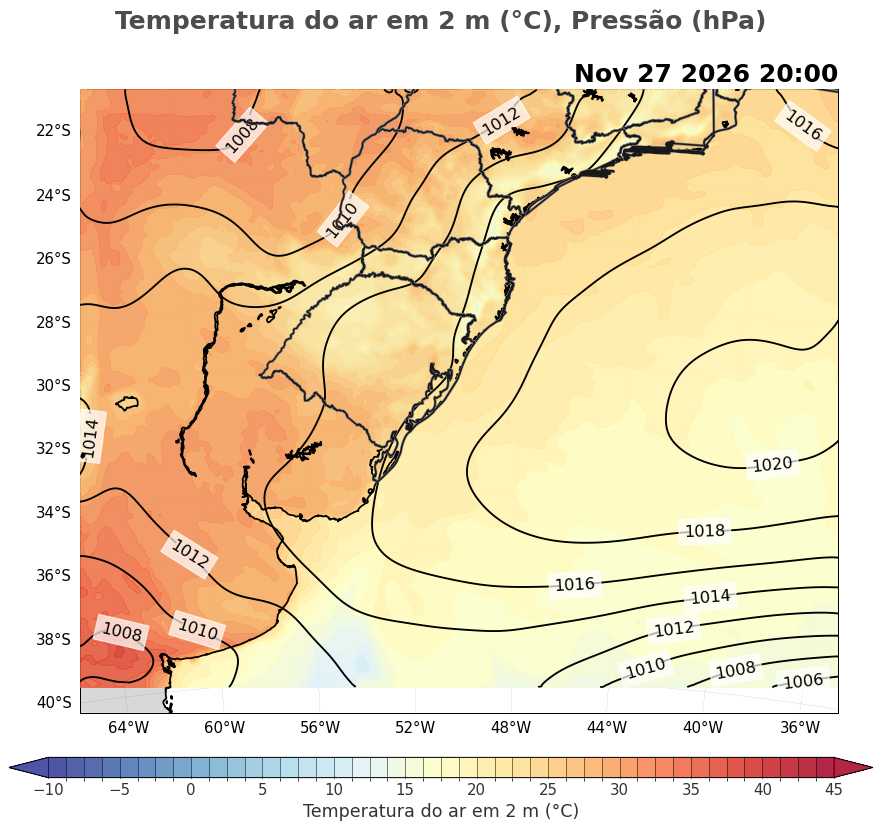 Temperatura do ar em 2 m (°C), Pressão (hPa)
Nov 27 2026 20:00
22°S
24°S
26°S
28°S
30°S
32°S
34°S
36°S
38°S
40°S
1008
1012
1016
1010
1014
1020
1018
1012
1016
1014
1012
1010
1008
1010
1008
1006
64°W
60°W
56°W
52°W
48°W
44°W
40°W
36°W
−10
−5
0
5
10
15
20
25
30
35
40
45
Temperatura do ar em 2 m (°C)